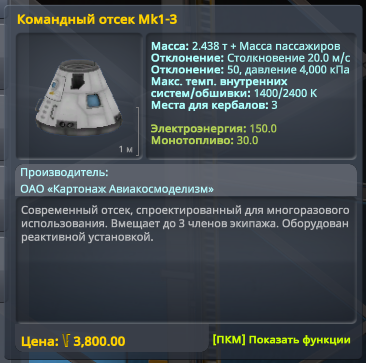 Командный отсек Mk1-3
Масса: 2.438 т + Масса пассажиров
Отклонение: Столкновение 20.0 м/с
Отклонение: 50, давление 4,000 кПа
Макс. темп. внутренних
систем/обшивки: 1400/2400 К
Места для кербалов: 3
Электроэнергия: 150.0
Монотопливо: 30.0
1 м
Производитель:
ОАО «Картонаж Авиакосмоделизм»
Современный отсек, спроектированный для многоразового
использования. Вмещает до 3 членов экипажа. Оборудован
реактивной установкой.
Цена: 3,800.00
[ПКМ] Показать функции